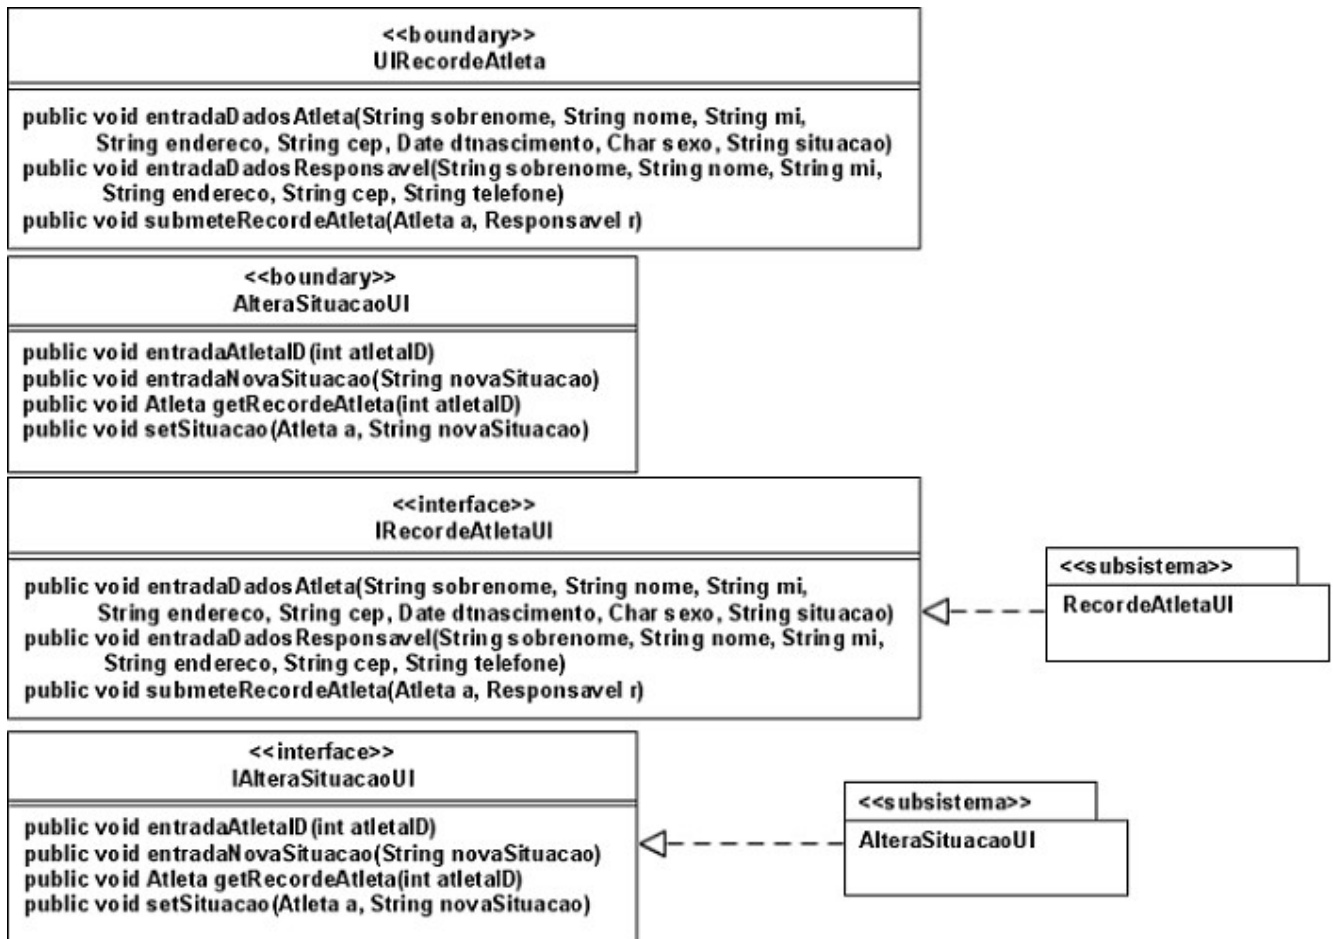 <<boundary>>
UIRecordeAtleta
public void entradaDadosAtleta(String sobrenome, String nome, String mi,
String endereco, String cep, Date dtnascimento, Char sexo, String situacao)
public void entradaDadosResponsavel(String sobrenome, String nome, String mi,
String endereco, String cep, String telefone)
public void submeteRecordeAtleta(Atleta a, Responsavel r)
<<boundary>>
AlteraSituacaoUI
public void entradaAtletaID(int atletaID)
public void entradaNovaSituacao(String novaSituacao)
public void Atleta getRecordeAtleta(int atletaID)
public void setSituacao(Atleta a, String novaSituacao)
<<interface>>
IRecordeAtletaUI
public void entradaDadosAtleta(String sobrenome, String nome, String mi,
String endereco, String cep, Date dtnascimento, Char sexo, String situacao)
public void entradaDadosResponsavel(String sobrenome, String nome, String mi,
String endereco, String cep, String telefone)
public void submeteRecordeAtleta(Atleta a, Responsavel r)
<<subsistema>>
RecordeAtletaUI
<<interface>>
IAlteraSituacaoUI
public void entradaAtletaID(int atletaID)
public void entradaNovaSituacao(String novaSituacao)
public void Atleta getRecordeAtleta(int atletaID)
public void setSituacao(Atleta a, String novaSituacao)
<<subsistema>>
AlteraSituacaoUI